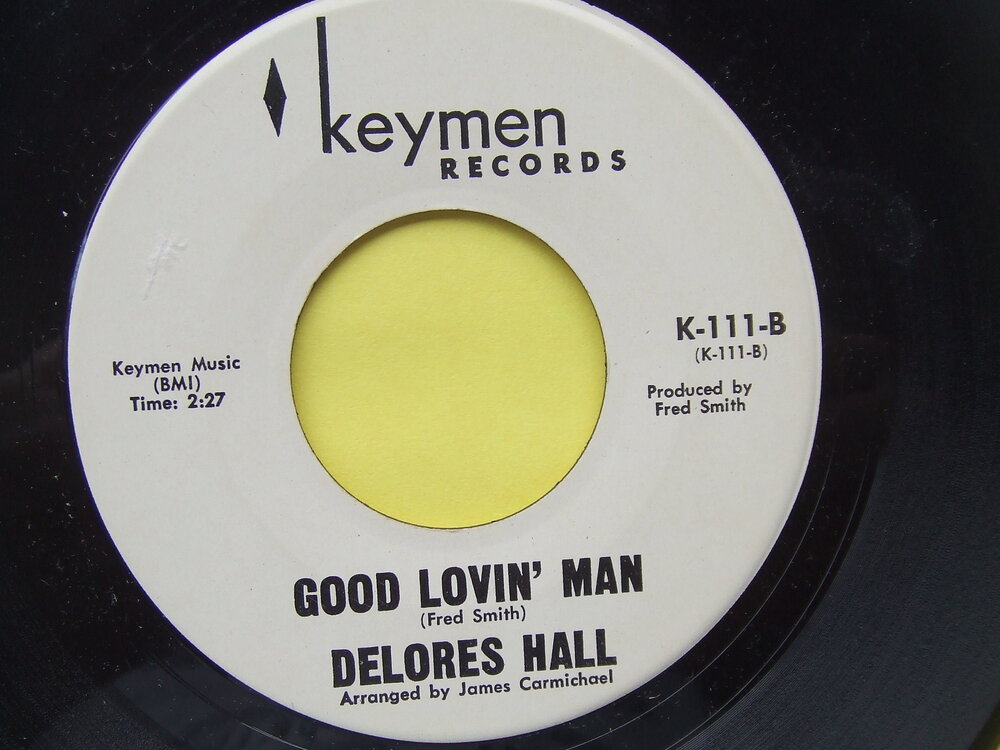 keymen
RECORDS
K-111-B
(K-111-B)
Produced by
Fred Smith
Keymen Music
(BMI)
Time: 2:27
GOOD LOVIN' MAN
(Fred Smith)
DELORES HALL
Arranged by James Carmichael